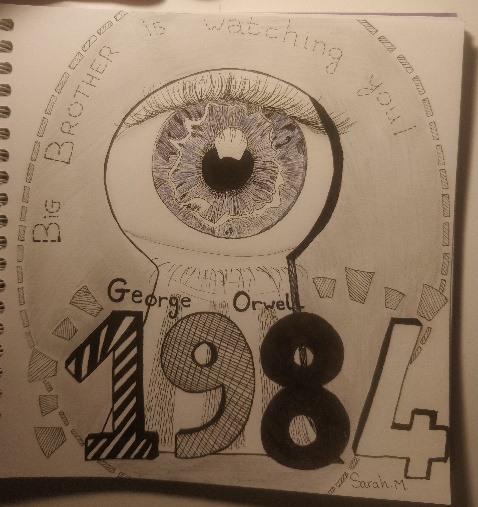 Big BROTHER is watching you!
George Orwell
1984
Sarah.M